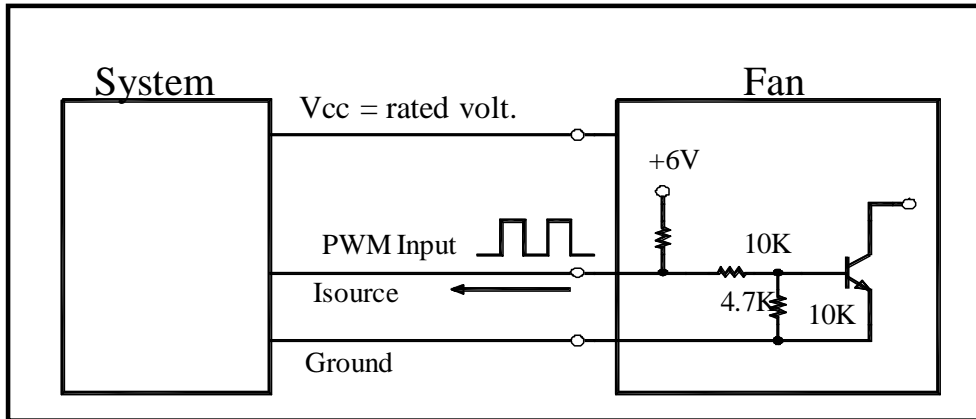 System
Fan
Vcc = rated volt.
+6V
PWM Input
10K
Isource
4.7K
10K
Ground